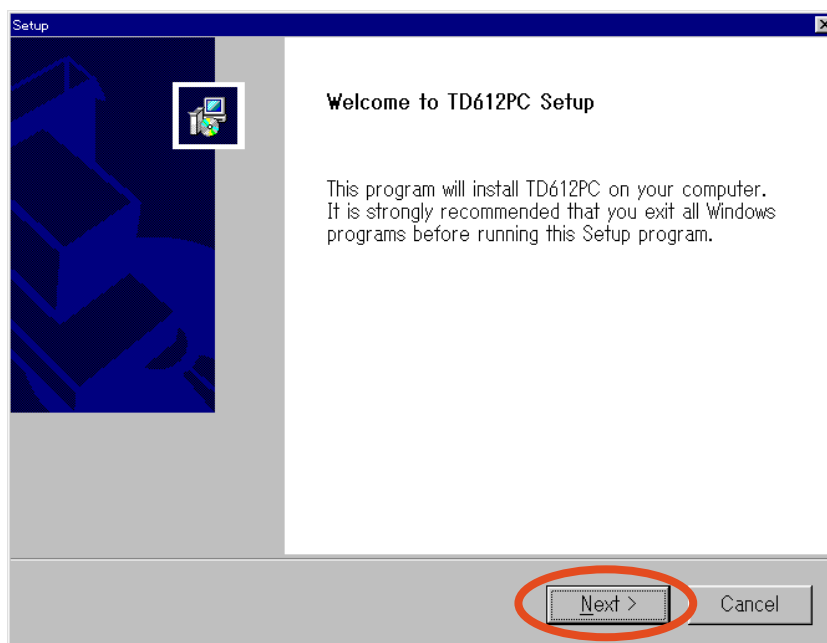 Setup
Welcome to TD612PC Setup
This program will install TD612PC on your computer.
It is strongly recommended that you exit all Windows
programs before running this Setup program.
Next >
Cancel